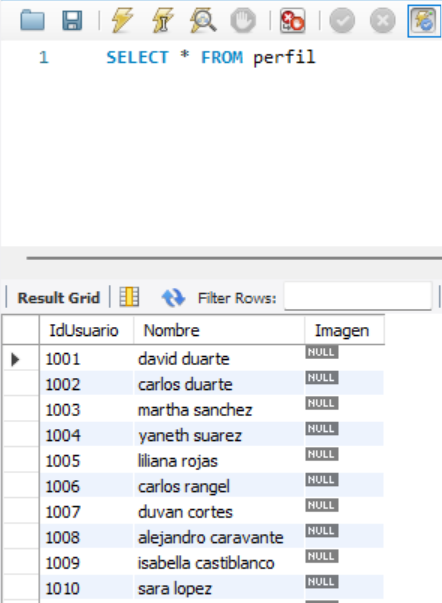 1 SELECT * FROM perfil
Result Grid Filter Rows:
IdUsuario Nombre Imagen
1001 david duarte NULL
1002 carlos duarte NULL
1003 martha sanchez NULL
1004 yaneth suarez NULL
1005 liliana rojas NULL
1006 carlos rangel NULL
1007 duvan cortes NULL
1008 alejandro caravante NULL
1009 isabella castiblanco NULL
1010 sara lopez NULL